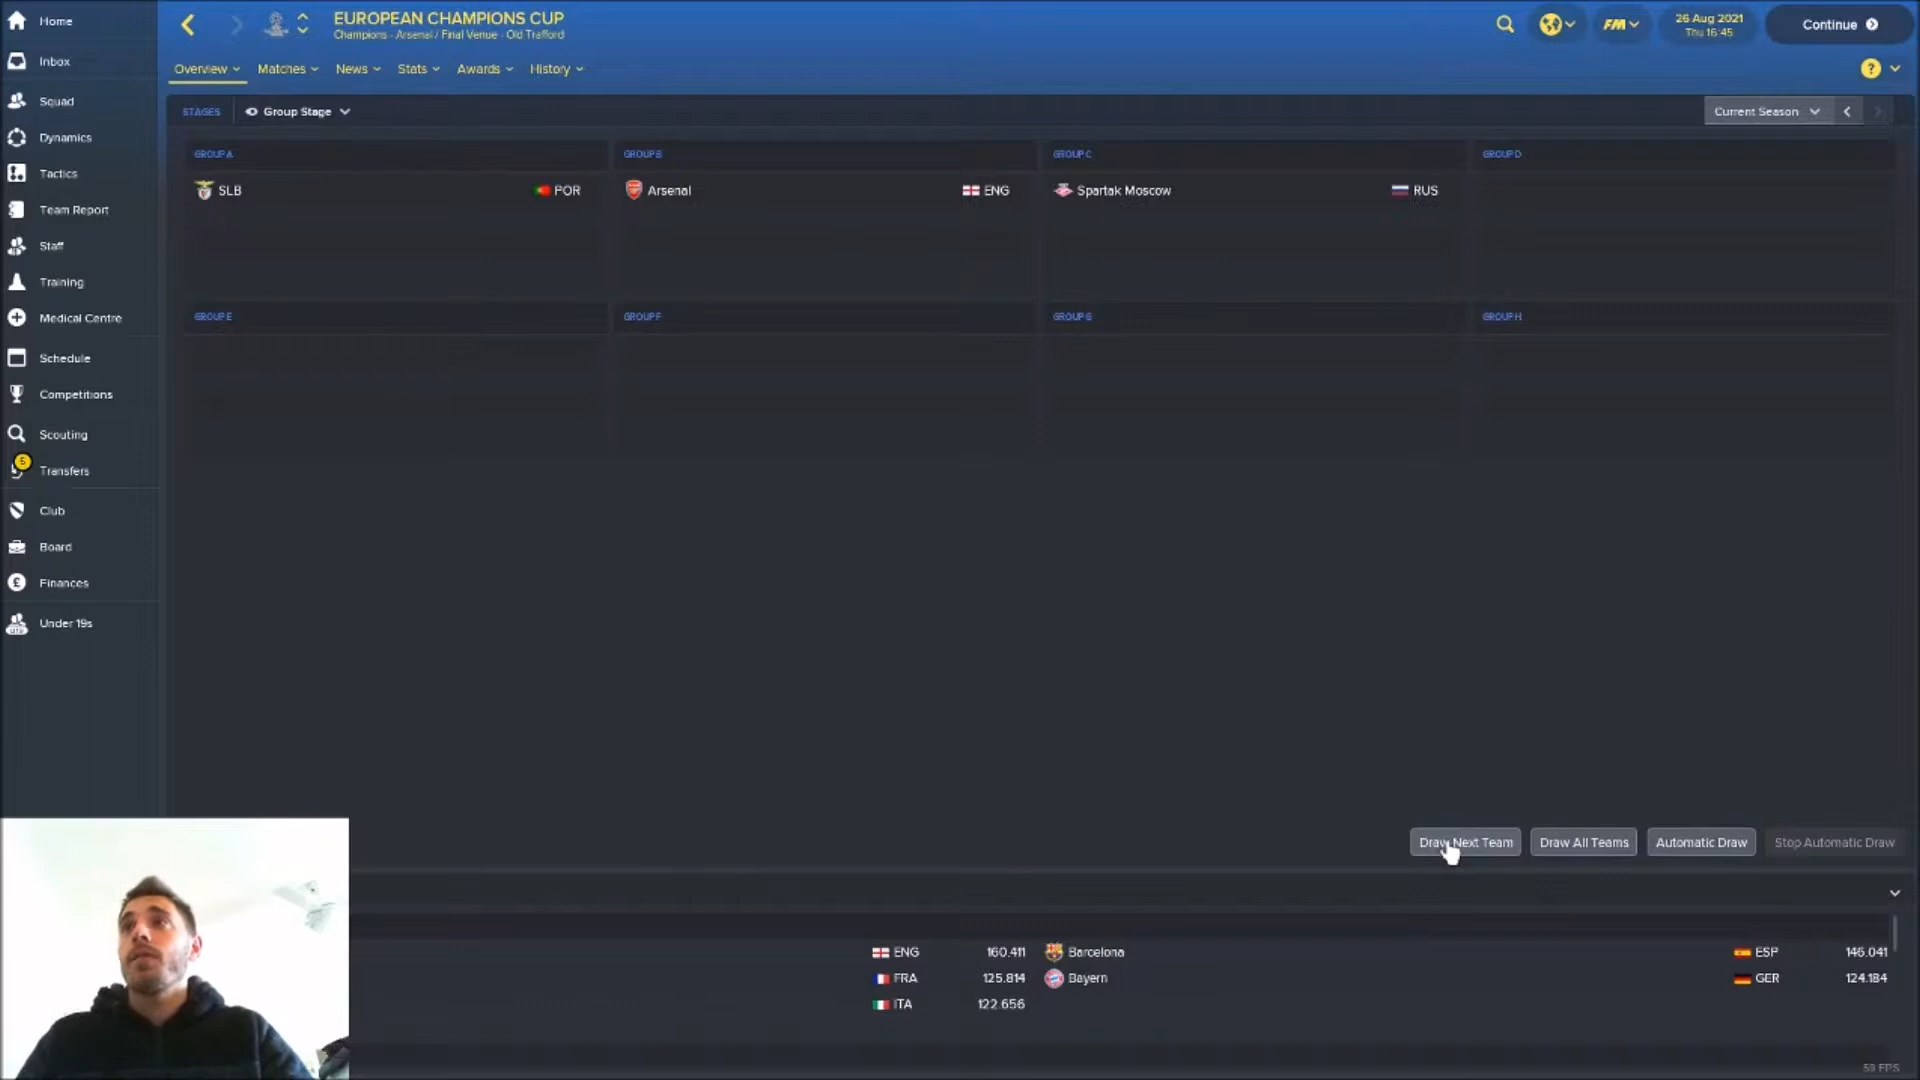 Home
Inbox
Squad
Dynamics
Tactics
Team Report
Staff
Training
Medical Centre
Schedule
Competitions
Scouting
5
Transfers
Club
Board
Finances
Under 19s
EUROPEAN CHAMPIONS CUP
Champions - Arsenal / Final Venue - Old Trafford
FM
26 Aug 2021
Thu 16:45
Continue
Overview Matches News Stats Awards History
?
STAGES Group Stage
Current Season
GROUP A GROUP B GROUP C GROUP D
SLB POR Arsenal ENG Spartak Moscow RUS
GROUP E GROUP F GROUP G GROUP H
Draw Next Team Draw All Teams Automatic Draw Stop Automatic Draw
ENG 160.411 Barcelona ESP 146.041
FRA 125.814 Bayern GER 124.184
ITA 122.656
59 FPS